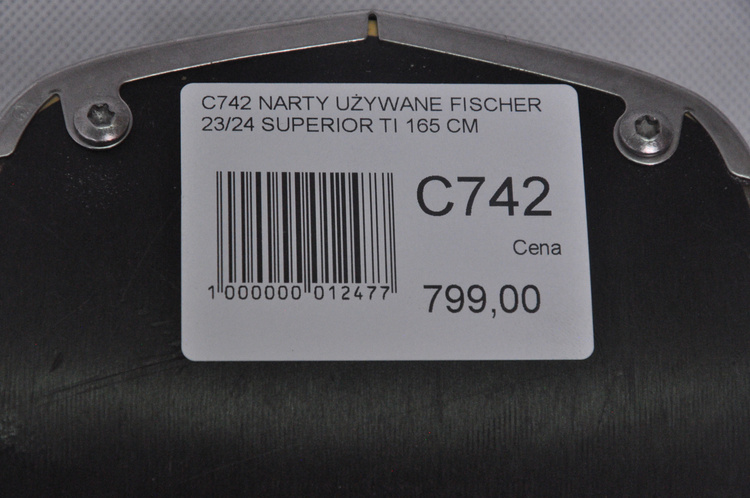 C742 NARTY UŻYWANE FISCHER
23/24 SUPERIOR TI 165 CM
C742
Cena
799,00
1 000000 012477